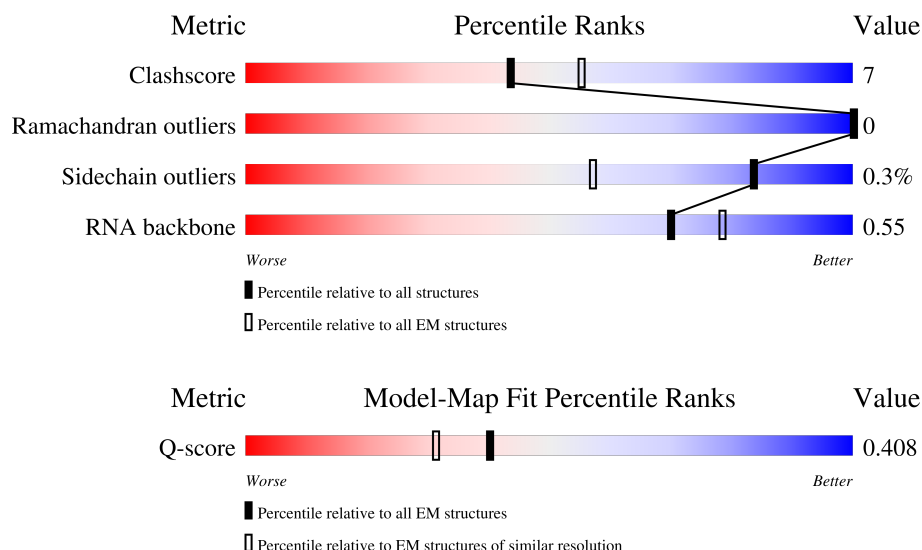 Metric Percentile Ranks Value
Clashscore 7
Ramachandran outliers 0
Sidechain outliers 0.3%
RNA backbone 0.55
Worse Better
Percentile relative to all structures
Percentile relative to all EM structures
Metric Model-Map Fit Percentile Ranks Value
Q-score 0.408
Worse Better
Percentile relative to all EM structures
Percentile relative to EM structures of similar resolution